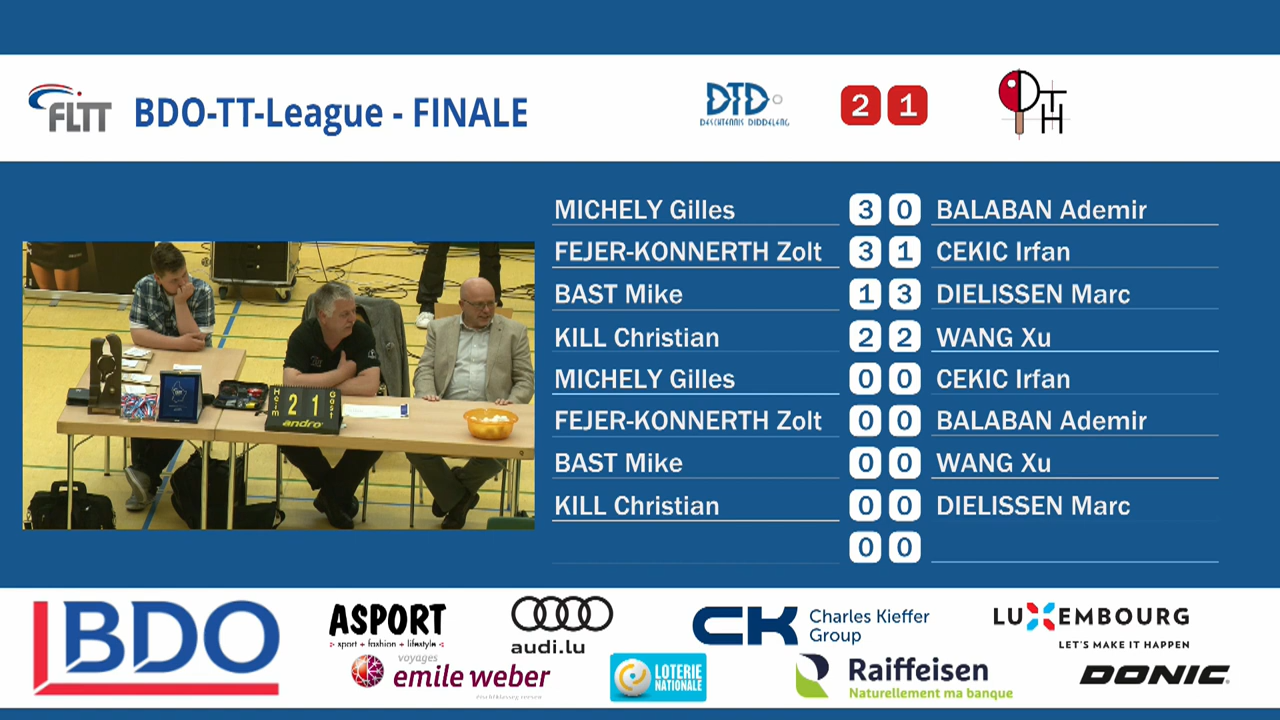 FLTT BDO-TT-League - FINALE
DTD
DËSCHTENNIS DIDDELENG
2 1
DTH
MICHELY Gilles 3 0 BALABAN Ademir
FEJER-KONNERTH Zolt 3 1 CEKIC Irfan
BAST Mike 1 3 DIELISSEN Marc
KILL Christian 2 2 WANG Xu
MICHELY Gilles 0 0 CEKIC Irfan
FEJER-KONNERTH Zolt 0 0 BALABAN Ademir
BAST Mike 0 0 WANG Xu
KILL Christian 0 0 DIELISSEN Marc
0 0
Heim 2 1 Gast
andro
BDO
ASPORT
sport + fashion + lifestyle
audi.lu
CK Charles Kieffer
Group
LUXEMBOURG
LET'S MAKE IT HAPPEN
voyages
emile weber
LOTERIE
NATIONALE
Raiffeisen
Naturellement ma banque
DONIC